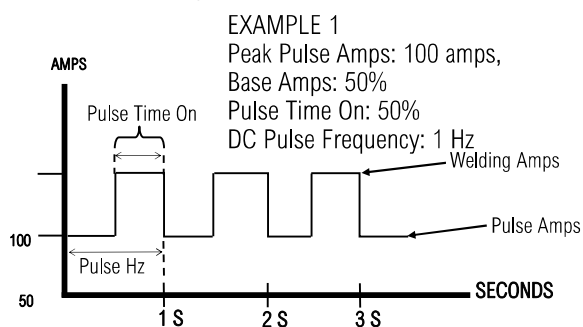 EXAMPLE 1
Peak Pulse Amps: 100 amps,
Base Amps: 50%
Pulse Time On: 50%
DC Pulse Frequency: 1 Hz
AMPS
Pulse Time On
Welding Amps
100
Pulse Amps
Pulse Hz
50
SECONDS
1 S
2 S
3 S